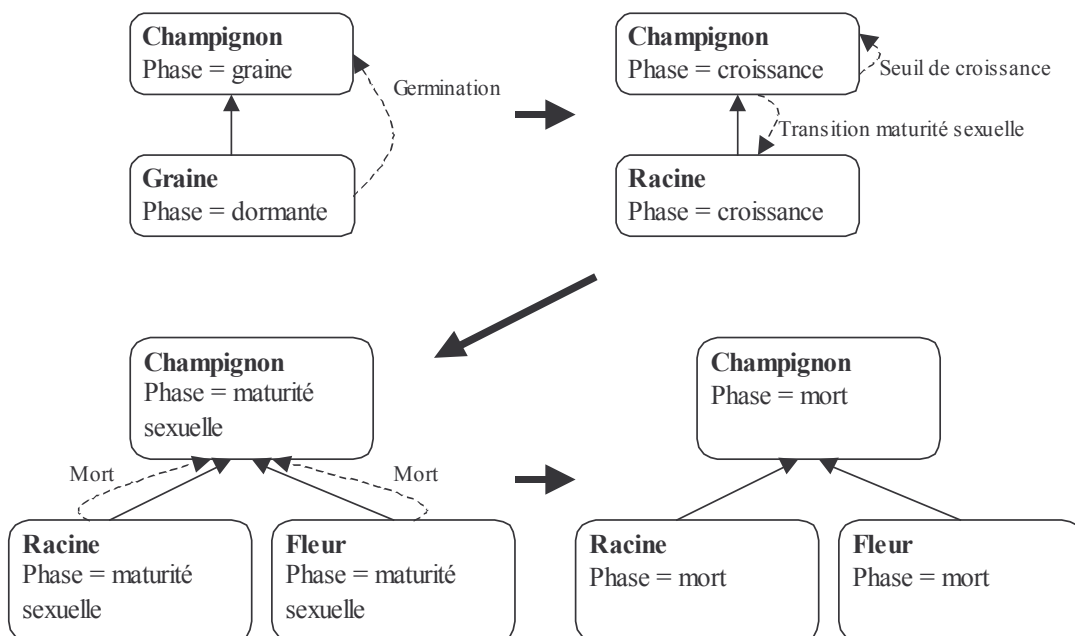 Champignon
Phase = graine
Germination
Graine
Phase = dormante
Champignon
Phase = croissance
Seuil de croissance
Transition maturité sexuelle
Racine
Phase = croissance
Champignon
Phase = maturité
sexuelle
Mort
Mort
Racine
Phase = maturité
sexuelle
Fleur
Phase = maturité
sexuelle
Champignon
Phase = mort
Racine
Phase = mort
Fleur
Phase = mort